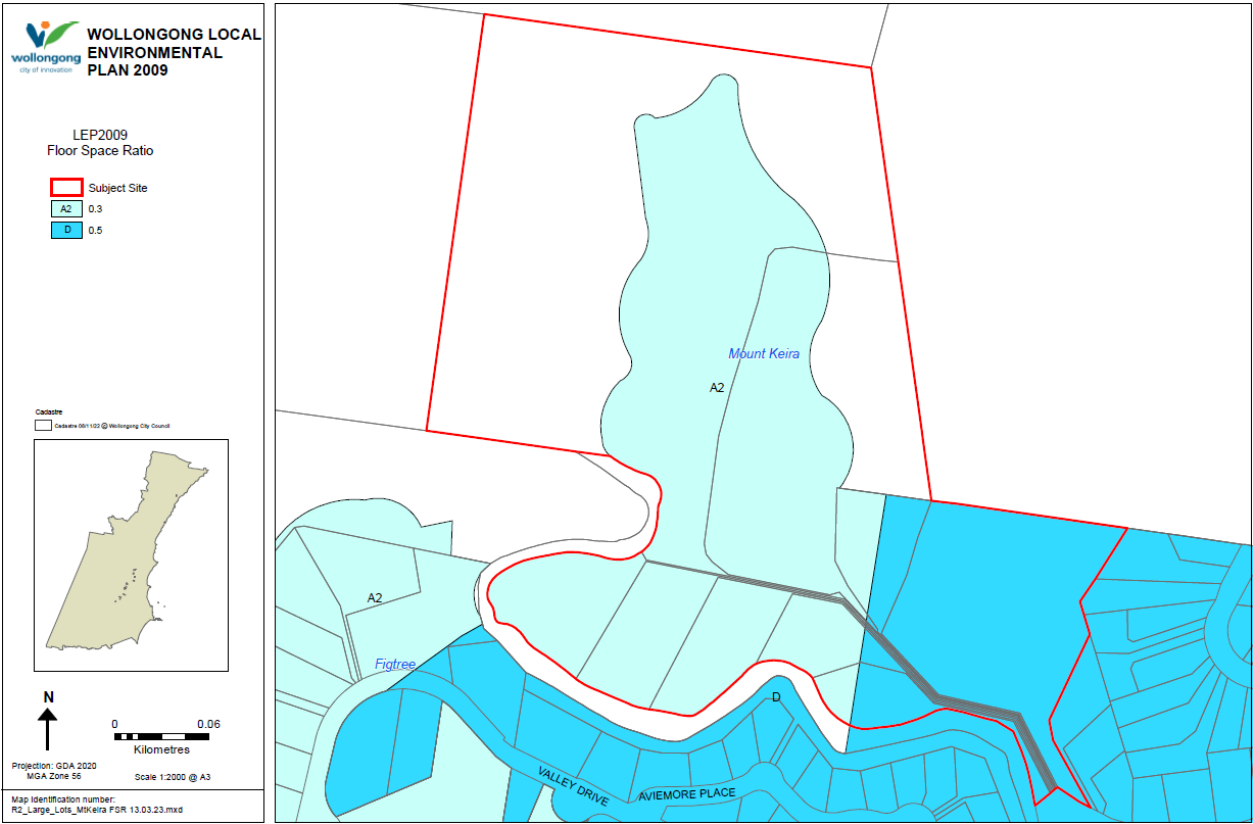 wollongong
city of innovation
WOLLONGONG LOCAL
ENVIRONMENTAL
PLAN 2009
LEP2009
Floor Space Ratio
Subject Site
A2 0.3
D 0.5
Cadastre
Cadastre 08/11/22 @ Wollongong City Council
N
0 0.06
Kilometres
Projection: GDA 2020
MGA Zone 56
Scale 1:2000 @ A3
Map Identification number:
R2_Large_Lots_MtKeira FSR 13.03.23.mxd
Mount Keira
A2
A2
Figtree
D
VALLEY DRIVE
AVIEMORE PLACE